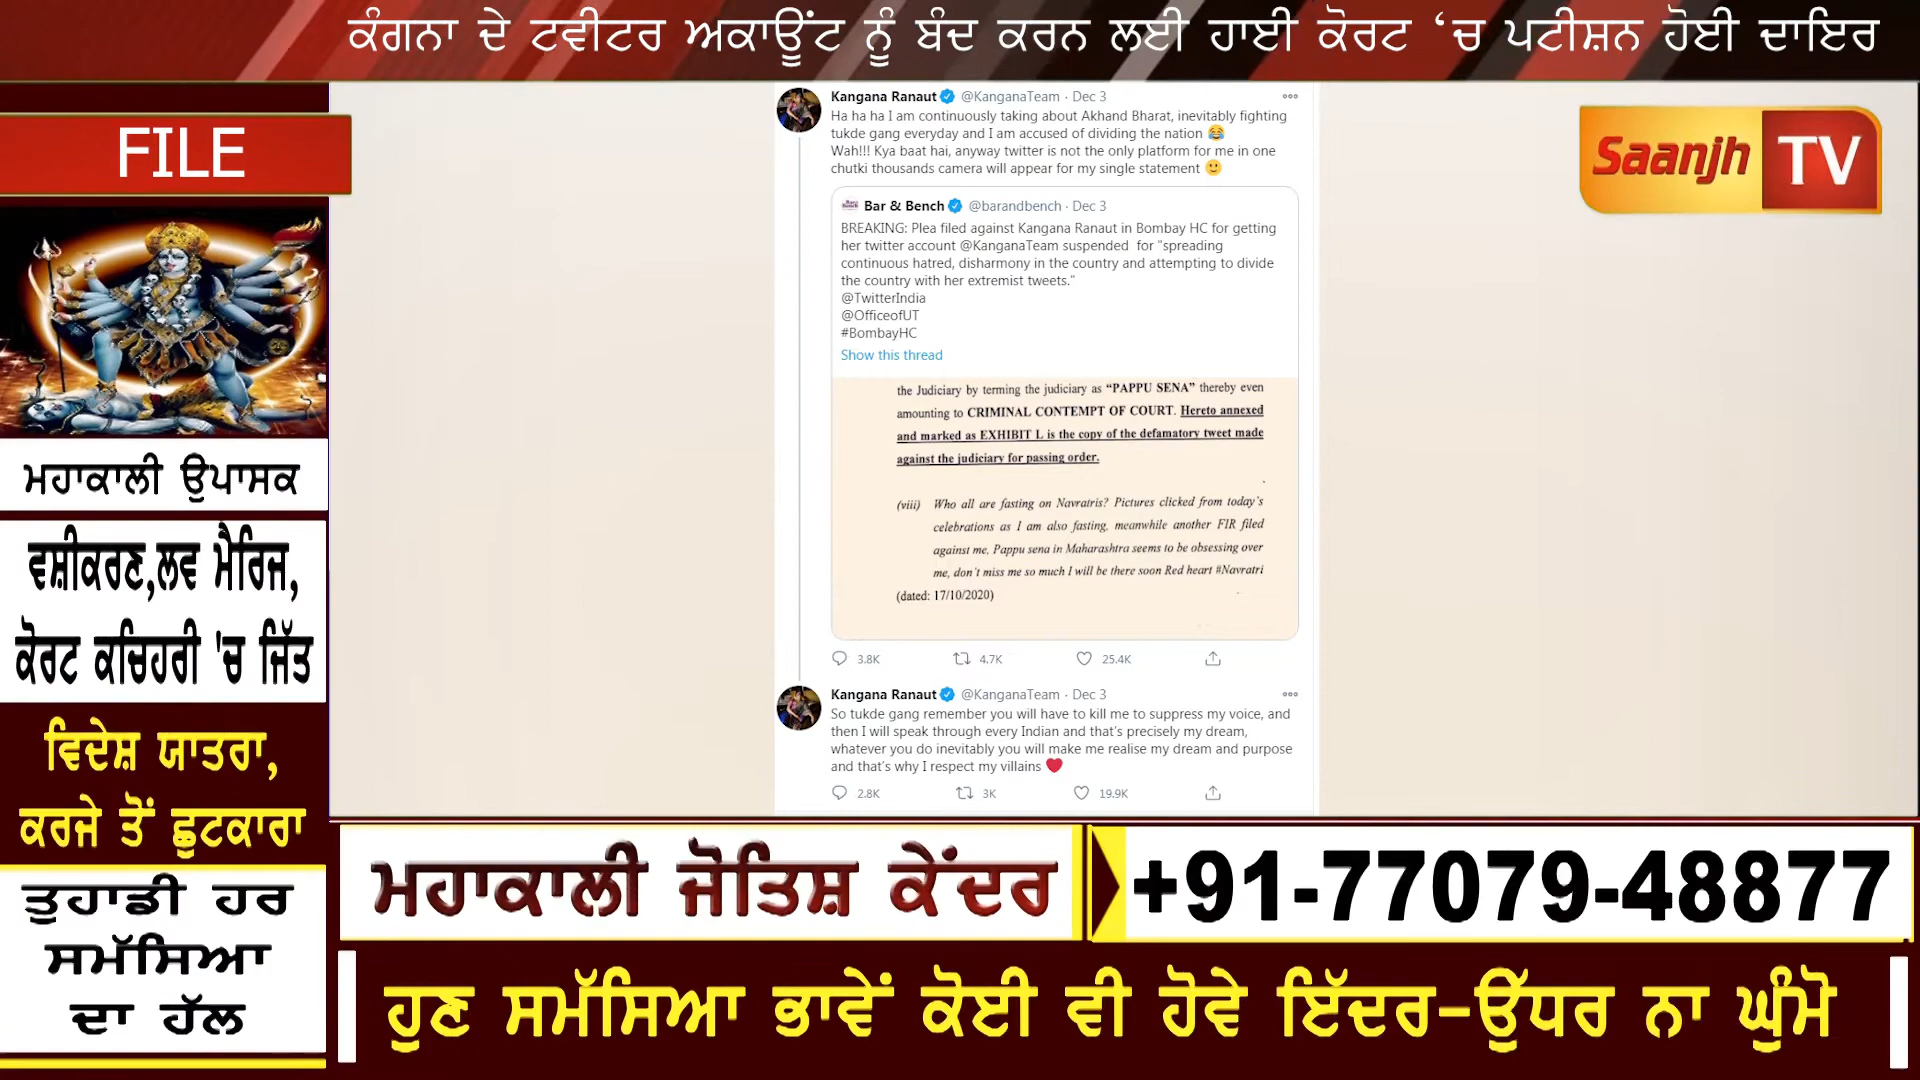 ਕੰਗਨਾ ਦੇ ਟਵੀਟਰ ਅਕਾਊਂਟ ਨੂੰ ਬੰਦ ਕਰਨ ਲਈ ਹਾਈ ਕੋਰਟ ‘ਚ ਪਟੀਸ਼ਨ ਹੋਈ ਦਾਇਰ
FILE
ਮਹਾਕਾਲੀ ਉਪਾਸਕ
ਵਸ਼ੀਕਰਣ,ਲਵ ਮੈਰਿਜ,
ਕੋਰਟ ਕਚਿਹਰੀ 'ਚ ਜਿੱਤ
ਵਿਦੇਸ਼ ਯਾਤਰਾ,
ਕਰਜੇ ਤੋਂ ਛੁਟਕਾਰਾ
ਤੁਹਾਡੀ ਹਰ
ਸਮੱਸਿਆ
ਦਾ ਹੱਲ
Kangana Ranaut @KanganaTeam · Dec 3
Ha ha ha I am continuously taking about Akhand Bharat, inevitably fighting
tukde gang everyday and I am accused of dividing the nation 😂
Wah!!! Kya baat hai, anyway twitter is not the only platform for me in one
chutki thousands camera will appear for my single statement 🙂
Bar & Bench @barandbench · Dec 3
BREAKING: Plea filed against Kangana Ranaut in Bombay HC for getting
her twitter account @KanganaTeam suspended for "spreading
continuous hatred, disharmony in the country and attempting to divide
the country with her extremist tweets."
@TwitterIndia
@OfficeofUT
#BombayHC
Show this thread
the Judiciary by terming the judiciary as “PAPPU SENA” thereby even
amounting to CRIMINAL CONTEMPT OF COURT. Hereto annexed
and marked as EXHIBIT L is the copy of the defamatory tweet made
against the judiciary for passing order.
(viii) Who all are fasting on Navratris? Pictures clicked from today's
celebrations as I am also fasting, meanwhile another FIR filed
against me, Pappu sena in Maharashtra seems to be obsessing over
me, don't miss me so much I will be there soon Red heart #Navratri
(dated: 17/10/2020)
3.8K 4.7K 25.4K
Kangana Ranaut @KanganaTeam · Dec 3
So tukde gang remember you will have to kill me to suppress my voice, and
then I will speak through every Indian and that's precisely my dream,
whatever you do inevitably you will make me realise my dream and purpose
and that's why I respect my villains ❤️
2.8K 3K 19.9K
Saanjh TV
ਮਹਾਕਾਲੀ ਜੋਤਿਸ਼ ਕੇਂਦਰ +91-77079-48877
ਹੁਣ ਸਮੱਸਿਆ ਭਾਵੇਂ ਕੋਈ ਵੀ ਹੋਵੇ ਇੱਦਰ-ਉੱਧਰ ਨਾ ਘੁੰਮੋ